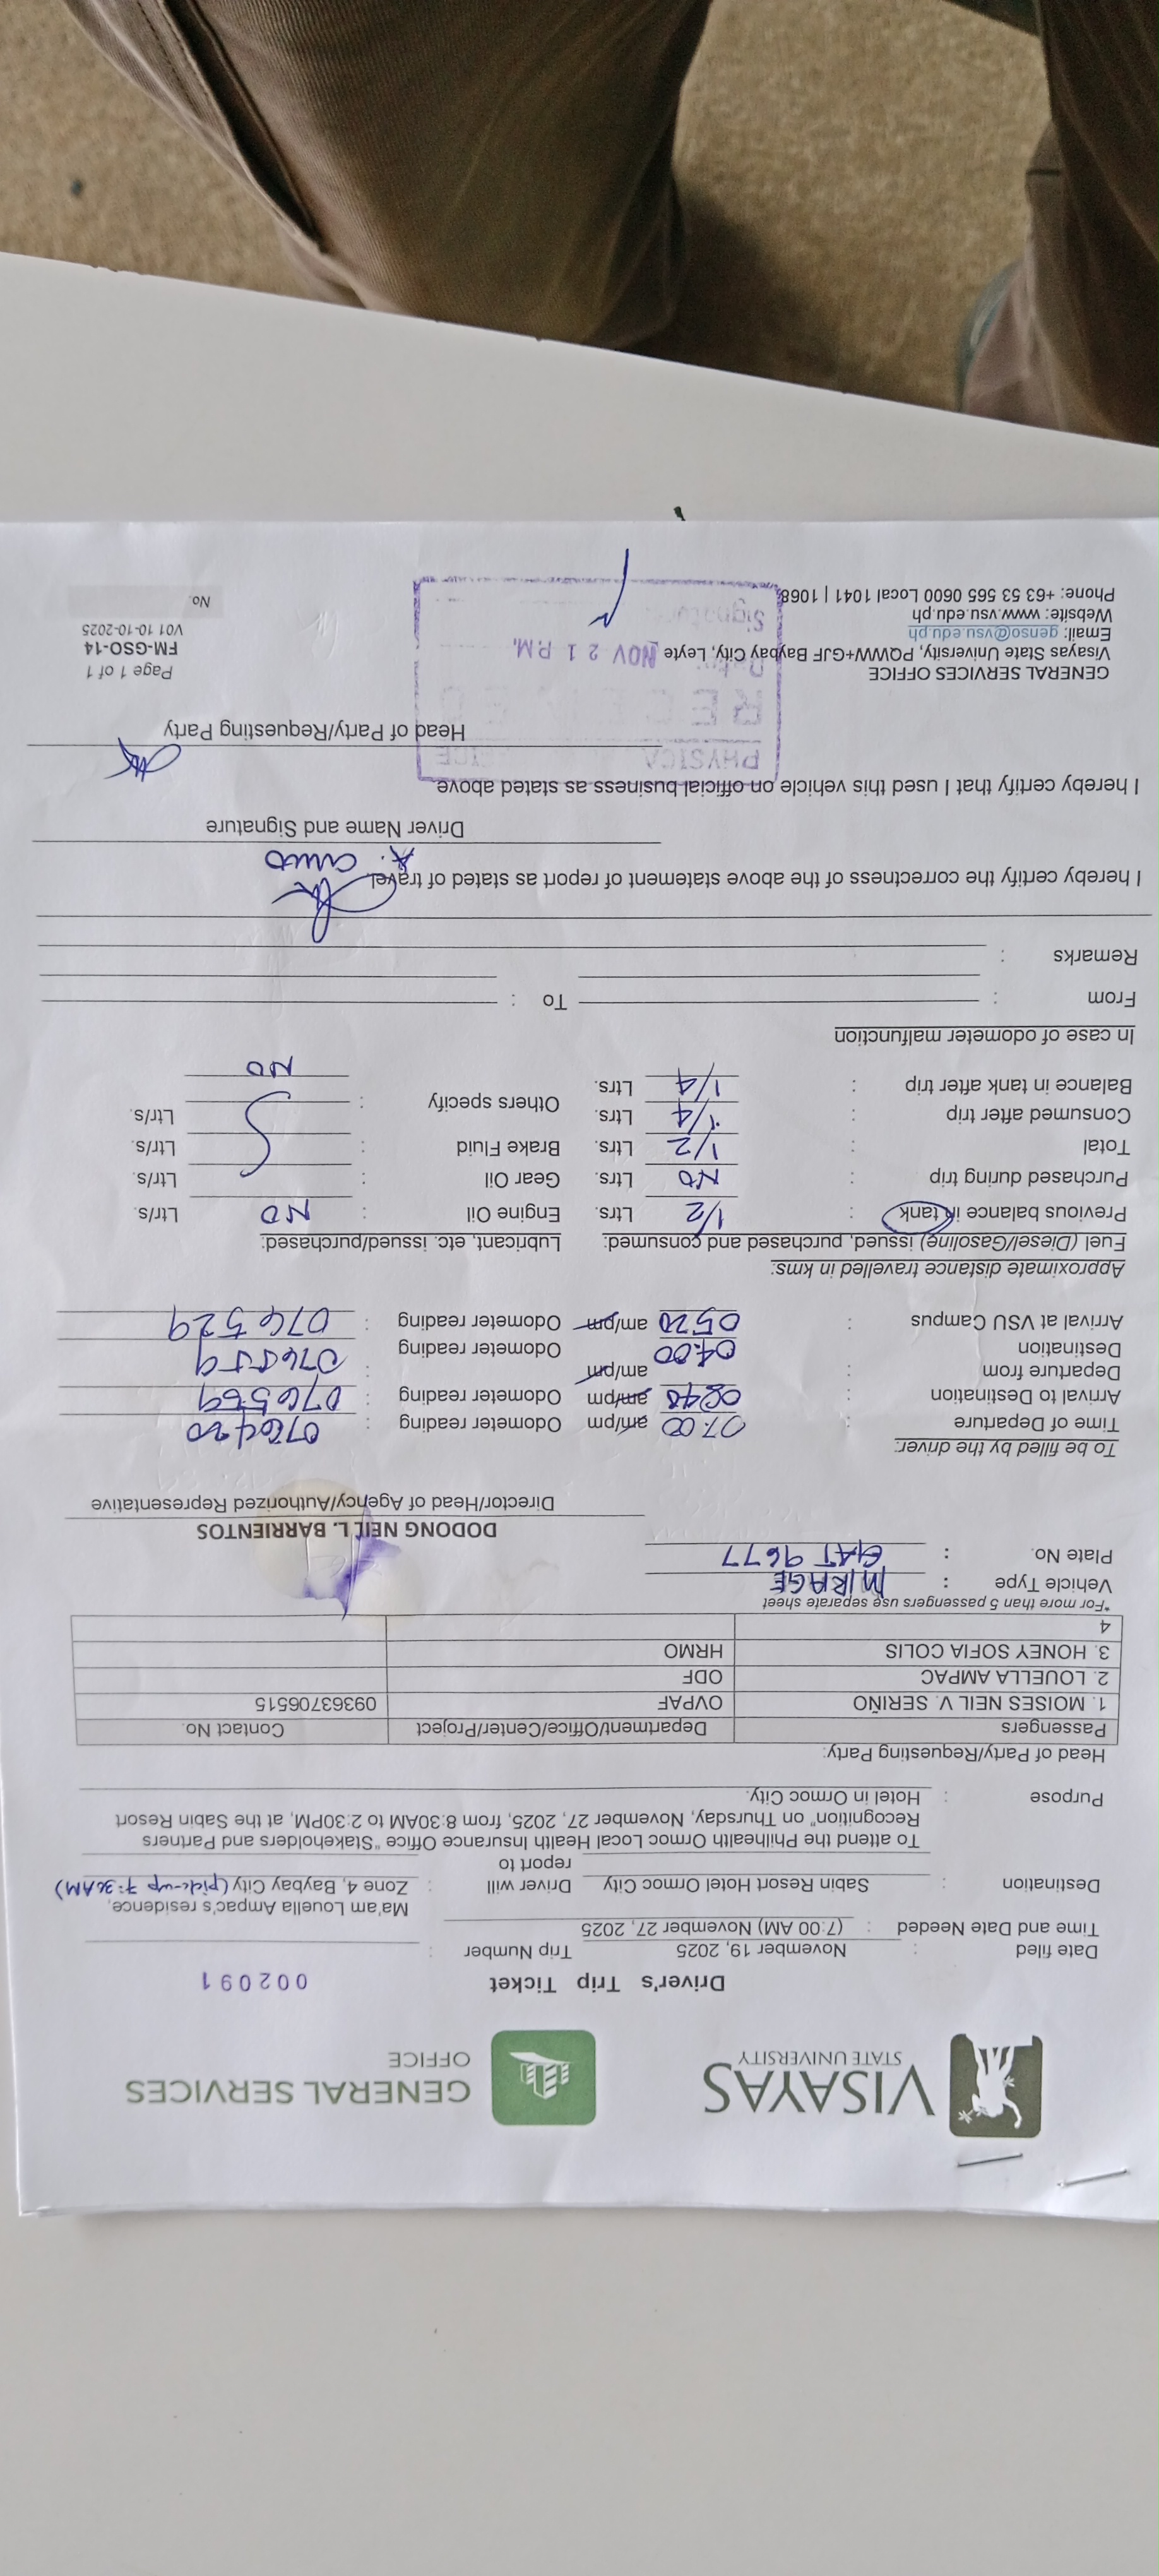 VISAYAS
STATE UNIVERSITY
GENERAL SERVICES
OFFICE
Driver's Trip Ticket
002091
Date filed : November 19, 2025 Trip Number :
Time and Date Needed : (7:00 AM) November 27, 2025
Destination : Sabin Resort Hotel Ormoc City Driver will report to : Ma'am Louella Ampac's residence, Zone 4, Baybay City (pick-up 7:30AM)
Purpose : To attend the Philhealth Ormoc Local Health Insurance Office "Stakeholders and Partners
Recognition" on Thursday, November 27, 2025, from 8:30AM to 2:30PM, at the Sabin Resort
Hotel in Ormoc City.
Head of Party/Requesting Party:
Passengers Department/Office/Center/Project Contact No.
1. MOISES NEIL V. SERIÑO OVPAF 09363706515
2. LOUELLA AMPAC ODF
3. HONEY SOFIA COLIS HRMO
4
*For more than 5 passengers use separate sheet
Vehicle Type : MIRAGE
Plate No. : 9677
DODONG NEIL L. BARRIENTOS
Director/Head of Agency/Authorized Representative
To be filled by the driver:
Time of Departure : 07:00 am/pm Odometer reading : 076420
Arrival to Destination : 0848 am/pm Odometer reading : 076569
Departure from Destination : 04:00 am/pm Odometer reading :
Arrival at VSU Campus : 0520 am/pm Odometer reading : 076529
Approximate distance travelled in kms:
Fuel (Diesel/Gasoline) issued, purchased and consumed: Lubricant, etc. issued/purchased:
Previous balance in tank : 1/2 Ltrs. Engine Oil : NO Ltr/s.
Purchased during trip : NO Ltrs. Gear Oil : Ltr/s.
Total : 1/2 Ltrs. Brake Fluid : Ltr/s.
Consumed after trip : 1/4 Ltrs. Others specify : Ltr/s.
Balance in tank after trip : 1/4 Ltrs. NO
In case of odometer malfunction
From : To :
Remarks :
I hereby certify the correctness of the above statement of report as stated of travel.
Driver Name and Signature
I hereby certify that I used this vehicle on official business as stated above
Head of Party/Requesting Party
GENERAL SERVICES OFFICE
Visayas State University, PQWW+GJF Baybay City, Leyte
Email: genso@vsu.edu.ph
Website: www.vsu.edu.ph
Phone: +63 53 565 0600 Local 1041 | 1068
NOV 21 P.M.
Page 1 of 1
FM-GSO-14
V01 10-10-2025
No.